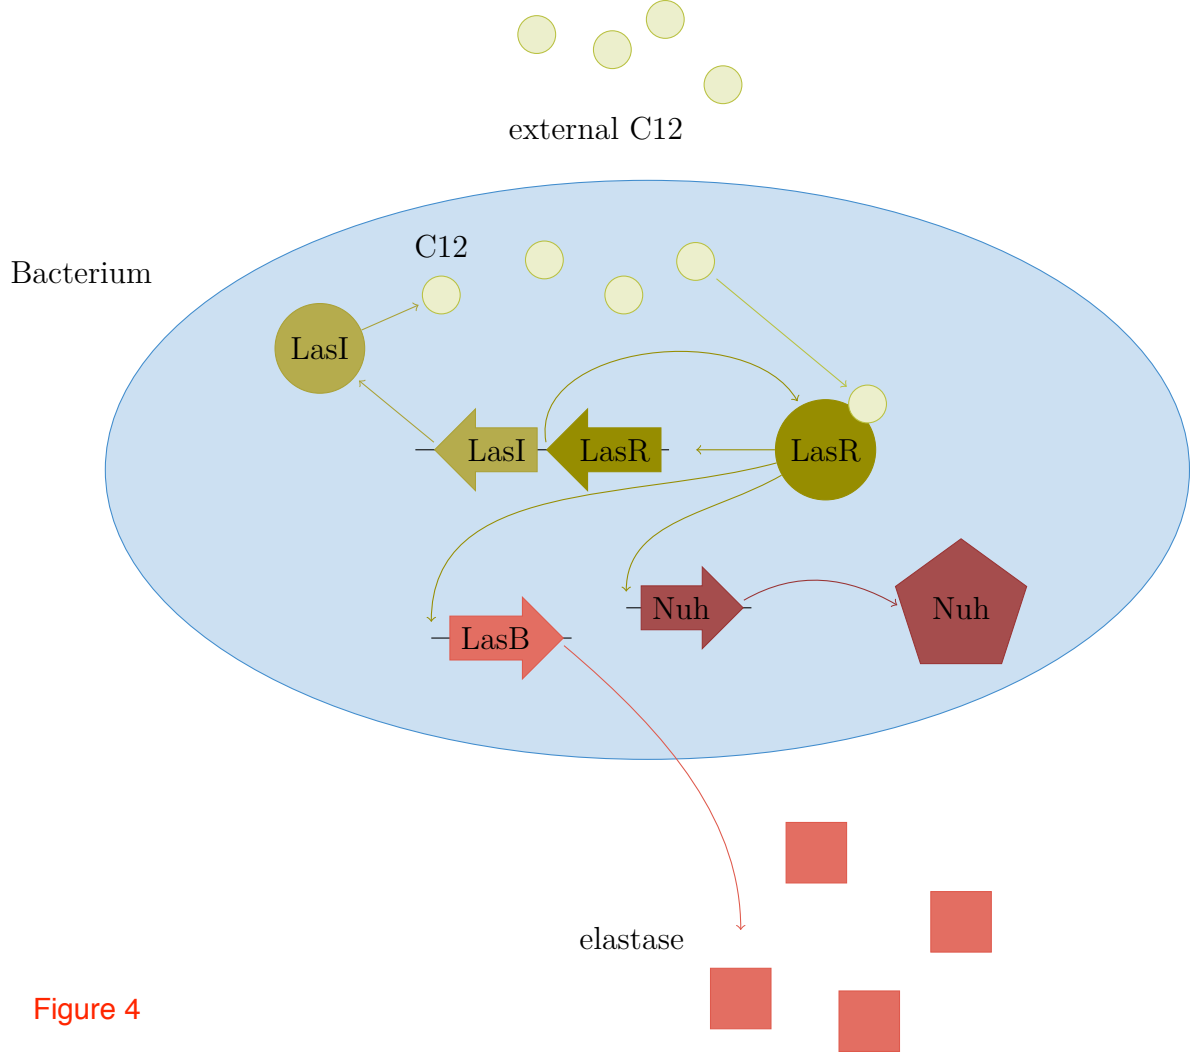 external C12
C12
Bacterium
LasI
LasI
LasR
LasR
Nuh
Nuh
LasB
elastase
Figure 4